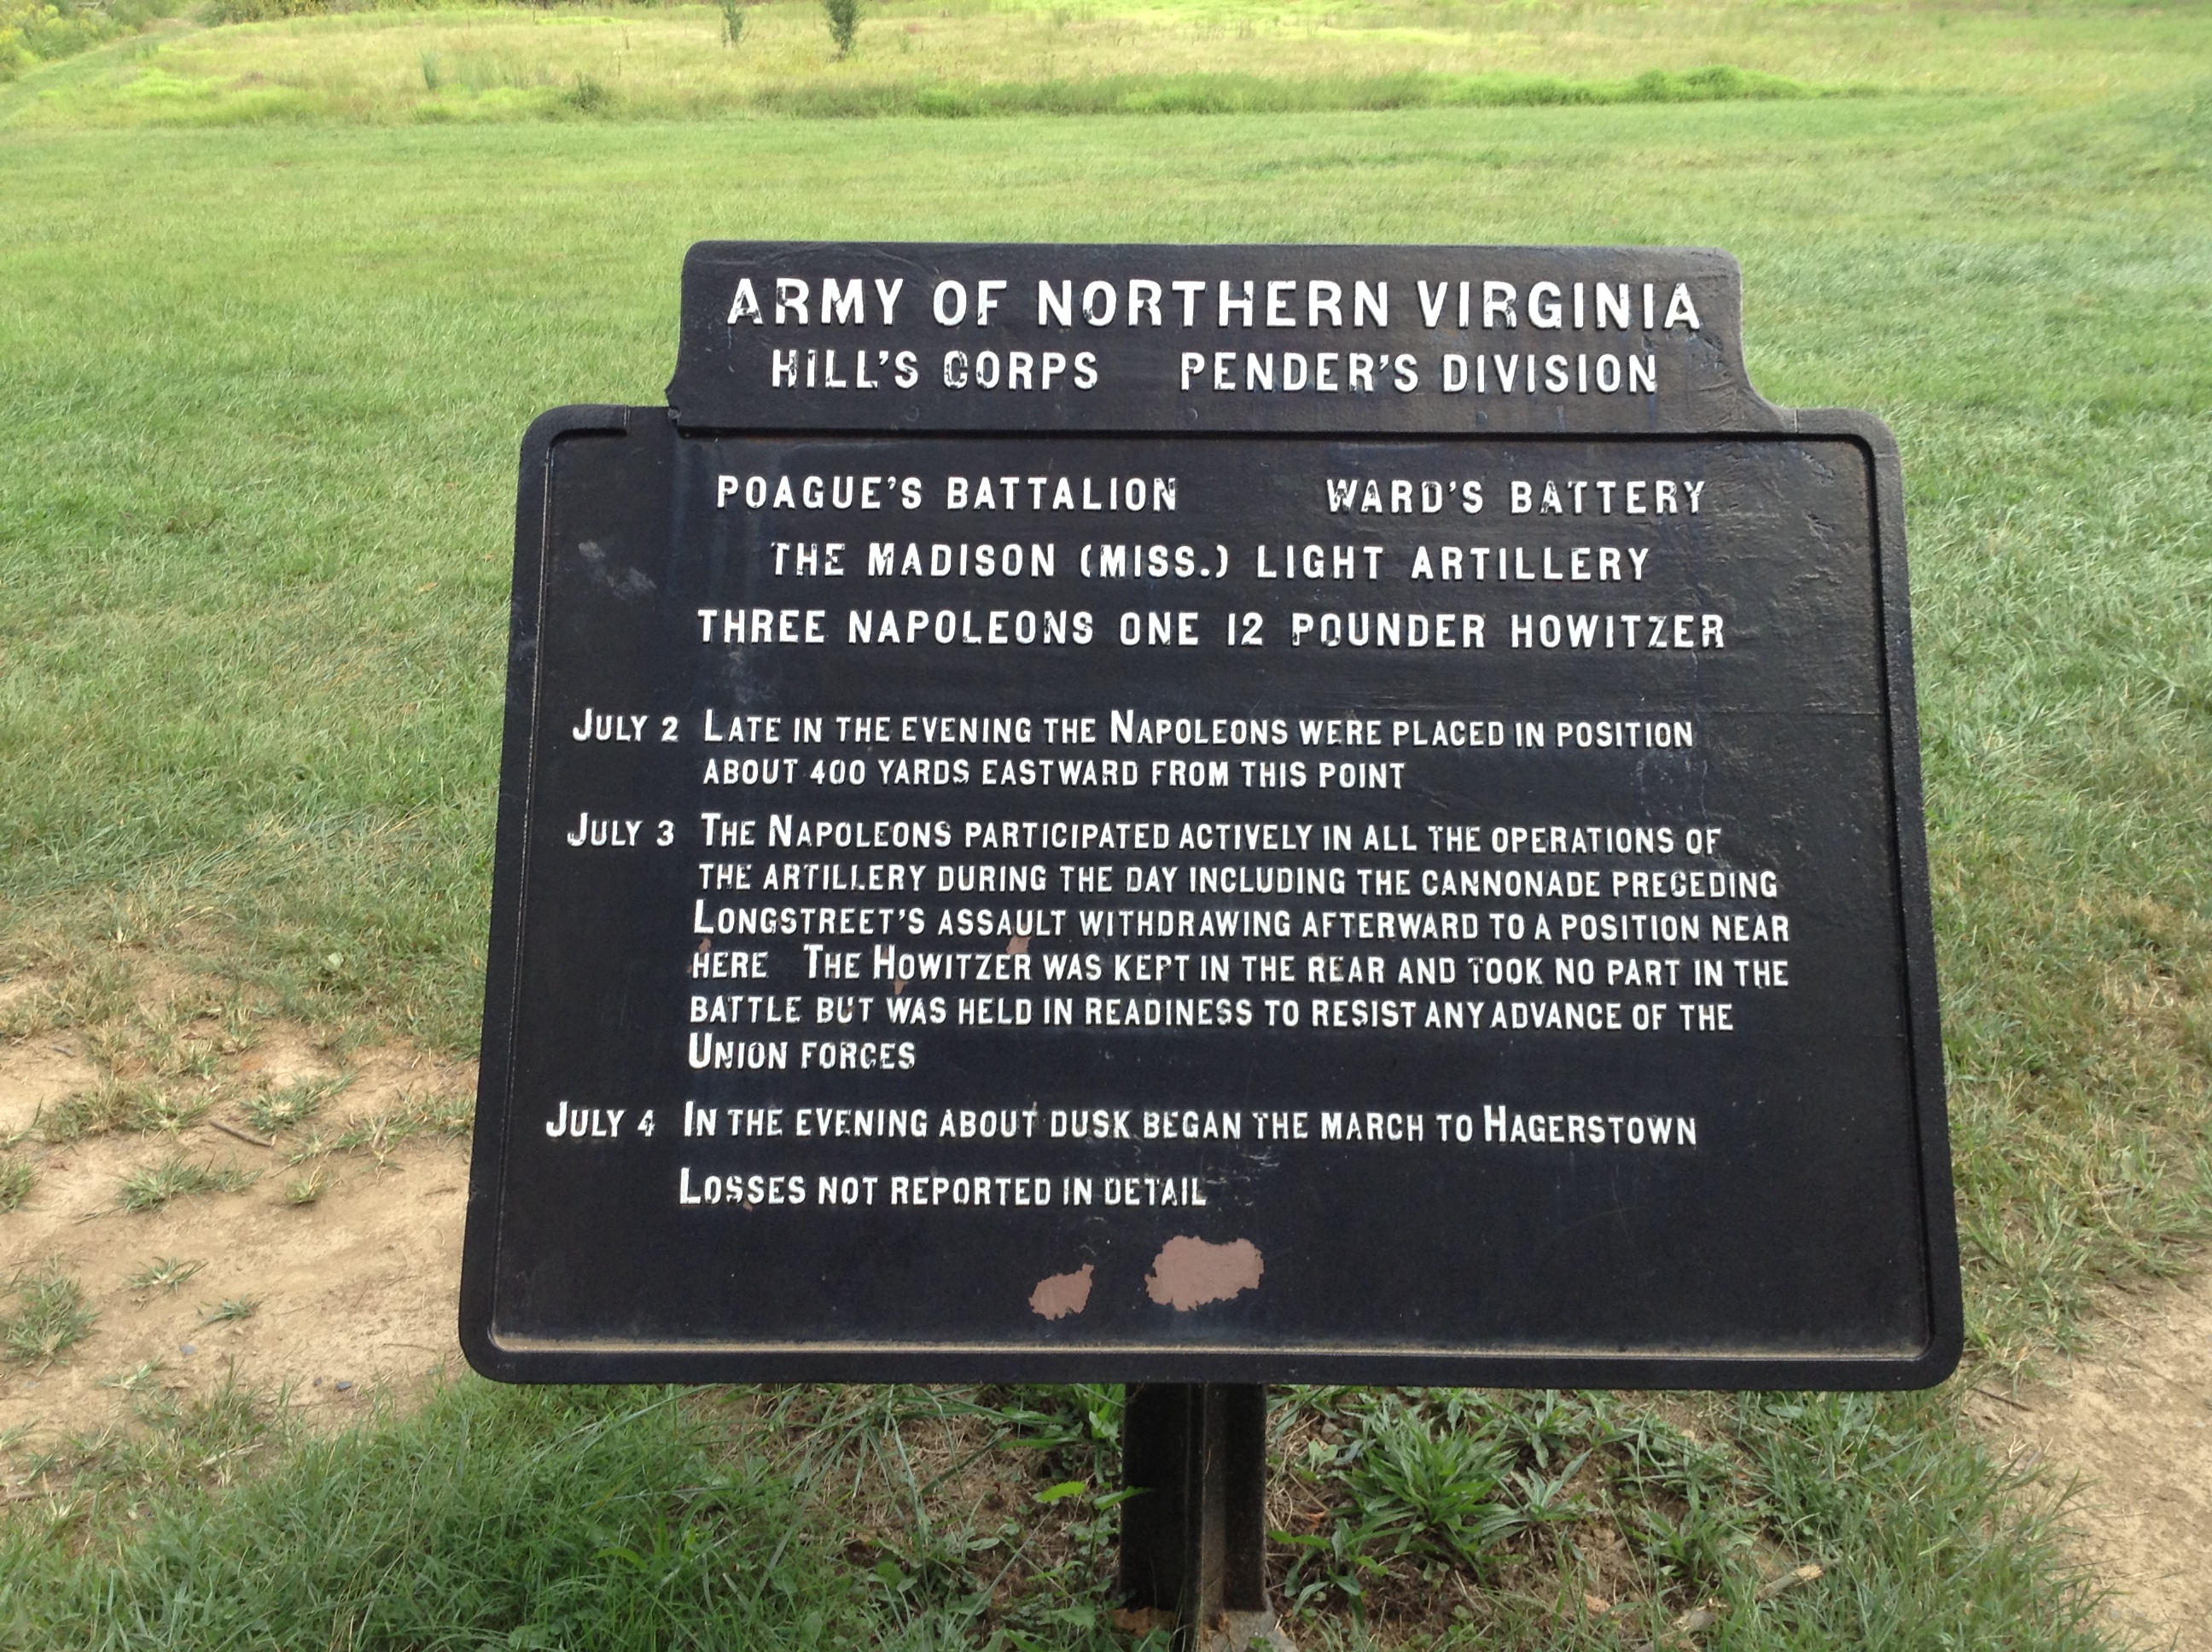 ARMY OF NORTHERN VIRGINIA
HILL'S CORPS PENDER'S DIVISION
POAGUE'S BATTALION WARD'S BATTERY
THE MADISON (MISS.) LIGHT ARTILLERY
THREE NAPOLEONS ONE 12 POUNDER HOWITZER
JULY 2 LATE IN THE EVENING THE NAPOLEONS WERE PLACED IN POSITION
ABOUT 400 YARDS EASTWARD FROM THIS POINT
JULY 3 THE NAPOLEONS PARTICIPATED ACTIVELY IN ALL THE OPERATIONS OF
THE ARTILLERY DURING THE DAY INCLUDING THE CANNONADE PRECEDING
LONGSTREET'S ASSAULT WITHDRAWING AFTERWARD TO A POSITION NEAR
HERE THE HOWITZER WAS KEPT IN THE REAR AND TOOK NO PART IN THE
BATTLE BUT WAS HELD IN READINESS TO RESIST ANY ADVANCE OF THE
UNION FORCES
JULY 4 IN THE EVENING ABOUT DUSK BEGAN THE MARCH TO HAGERSTOWN
LOSSES NOT REPORTED IN DETAIL